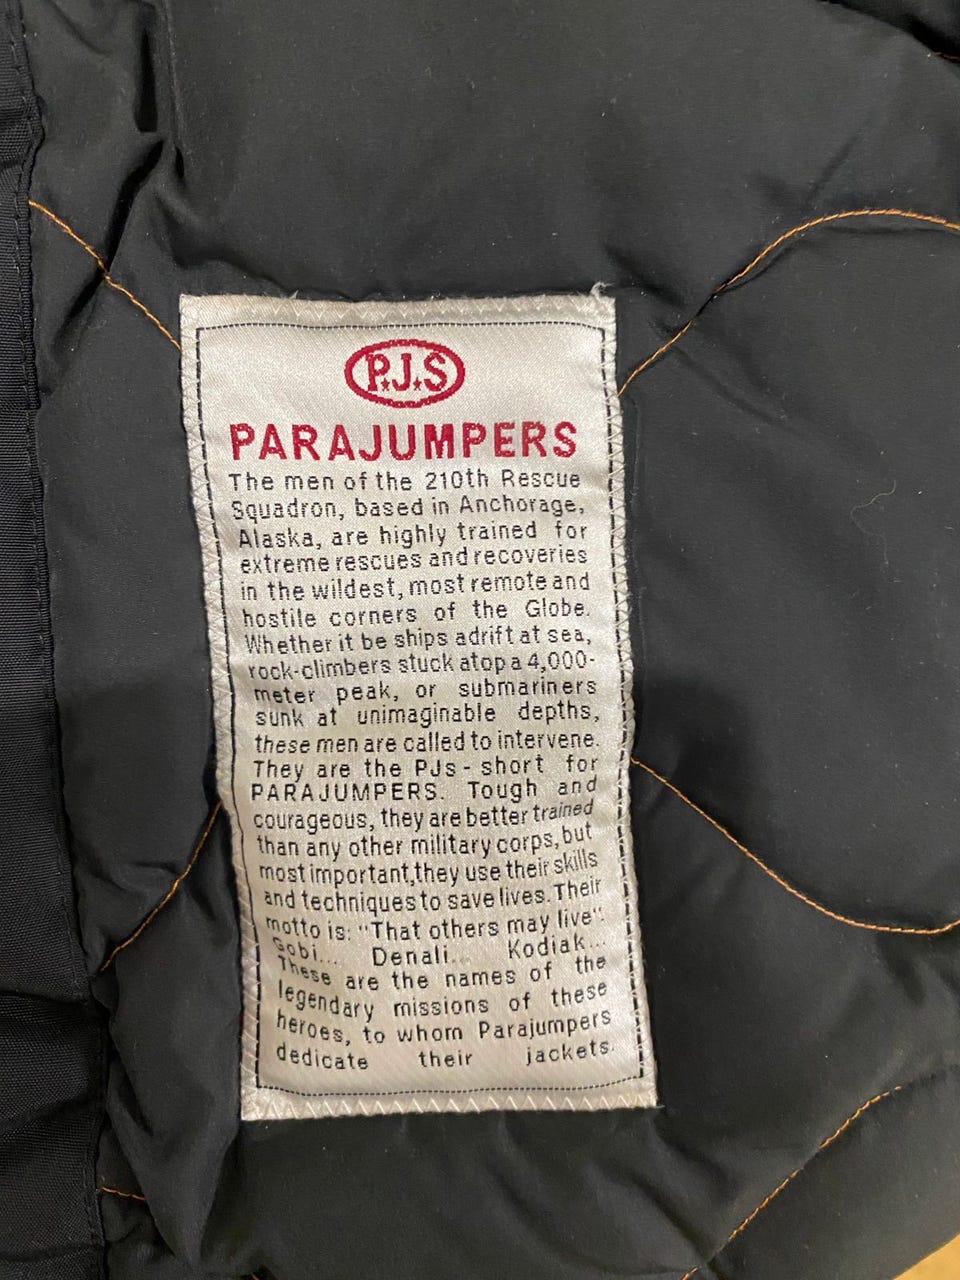 P.J.S
PARAJUMPERS
The men of the 210th Rescue
Squadron, based in Anchorage,
Alaska, are highly trained for
extreme rescues and recoveries
in the wildest, most remote and
hostile corners of the Globe.
Whether it be ships adrift at sea,
rock-climbers stuck atop a 4,000-
meter peak, or submariners
sunk at unimaginable depths,
these men are called to intervene.
They are the PJs - short for
PARAJUMPERS. Tough and
courageous, they are better trained
than any other military corps, but
most important, they use their skills
and techniques to save lives. Their
motto is: "That others may live".
Gobi... Denali... Kodiak...
These are the names of the
legendary missions of these
heroes, to whom Parajumpers
dedicate their jackets.